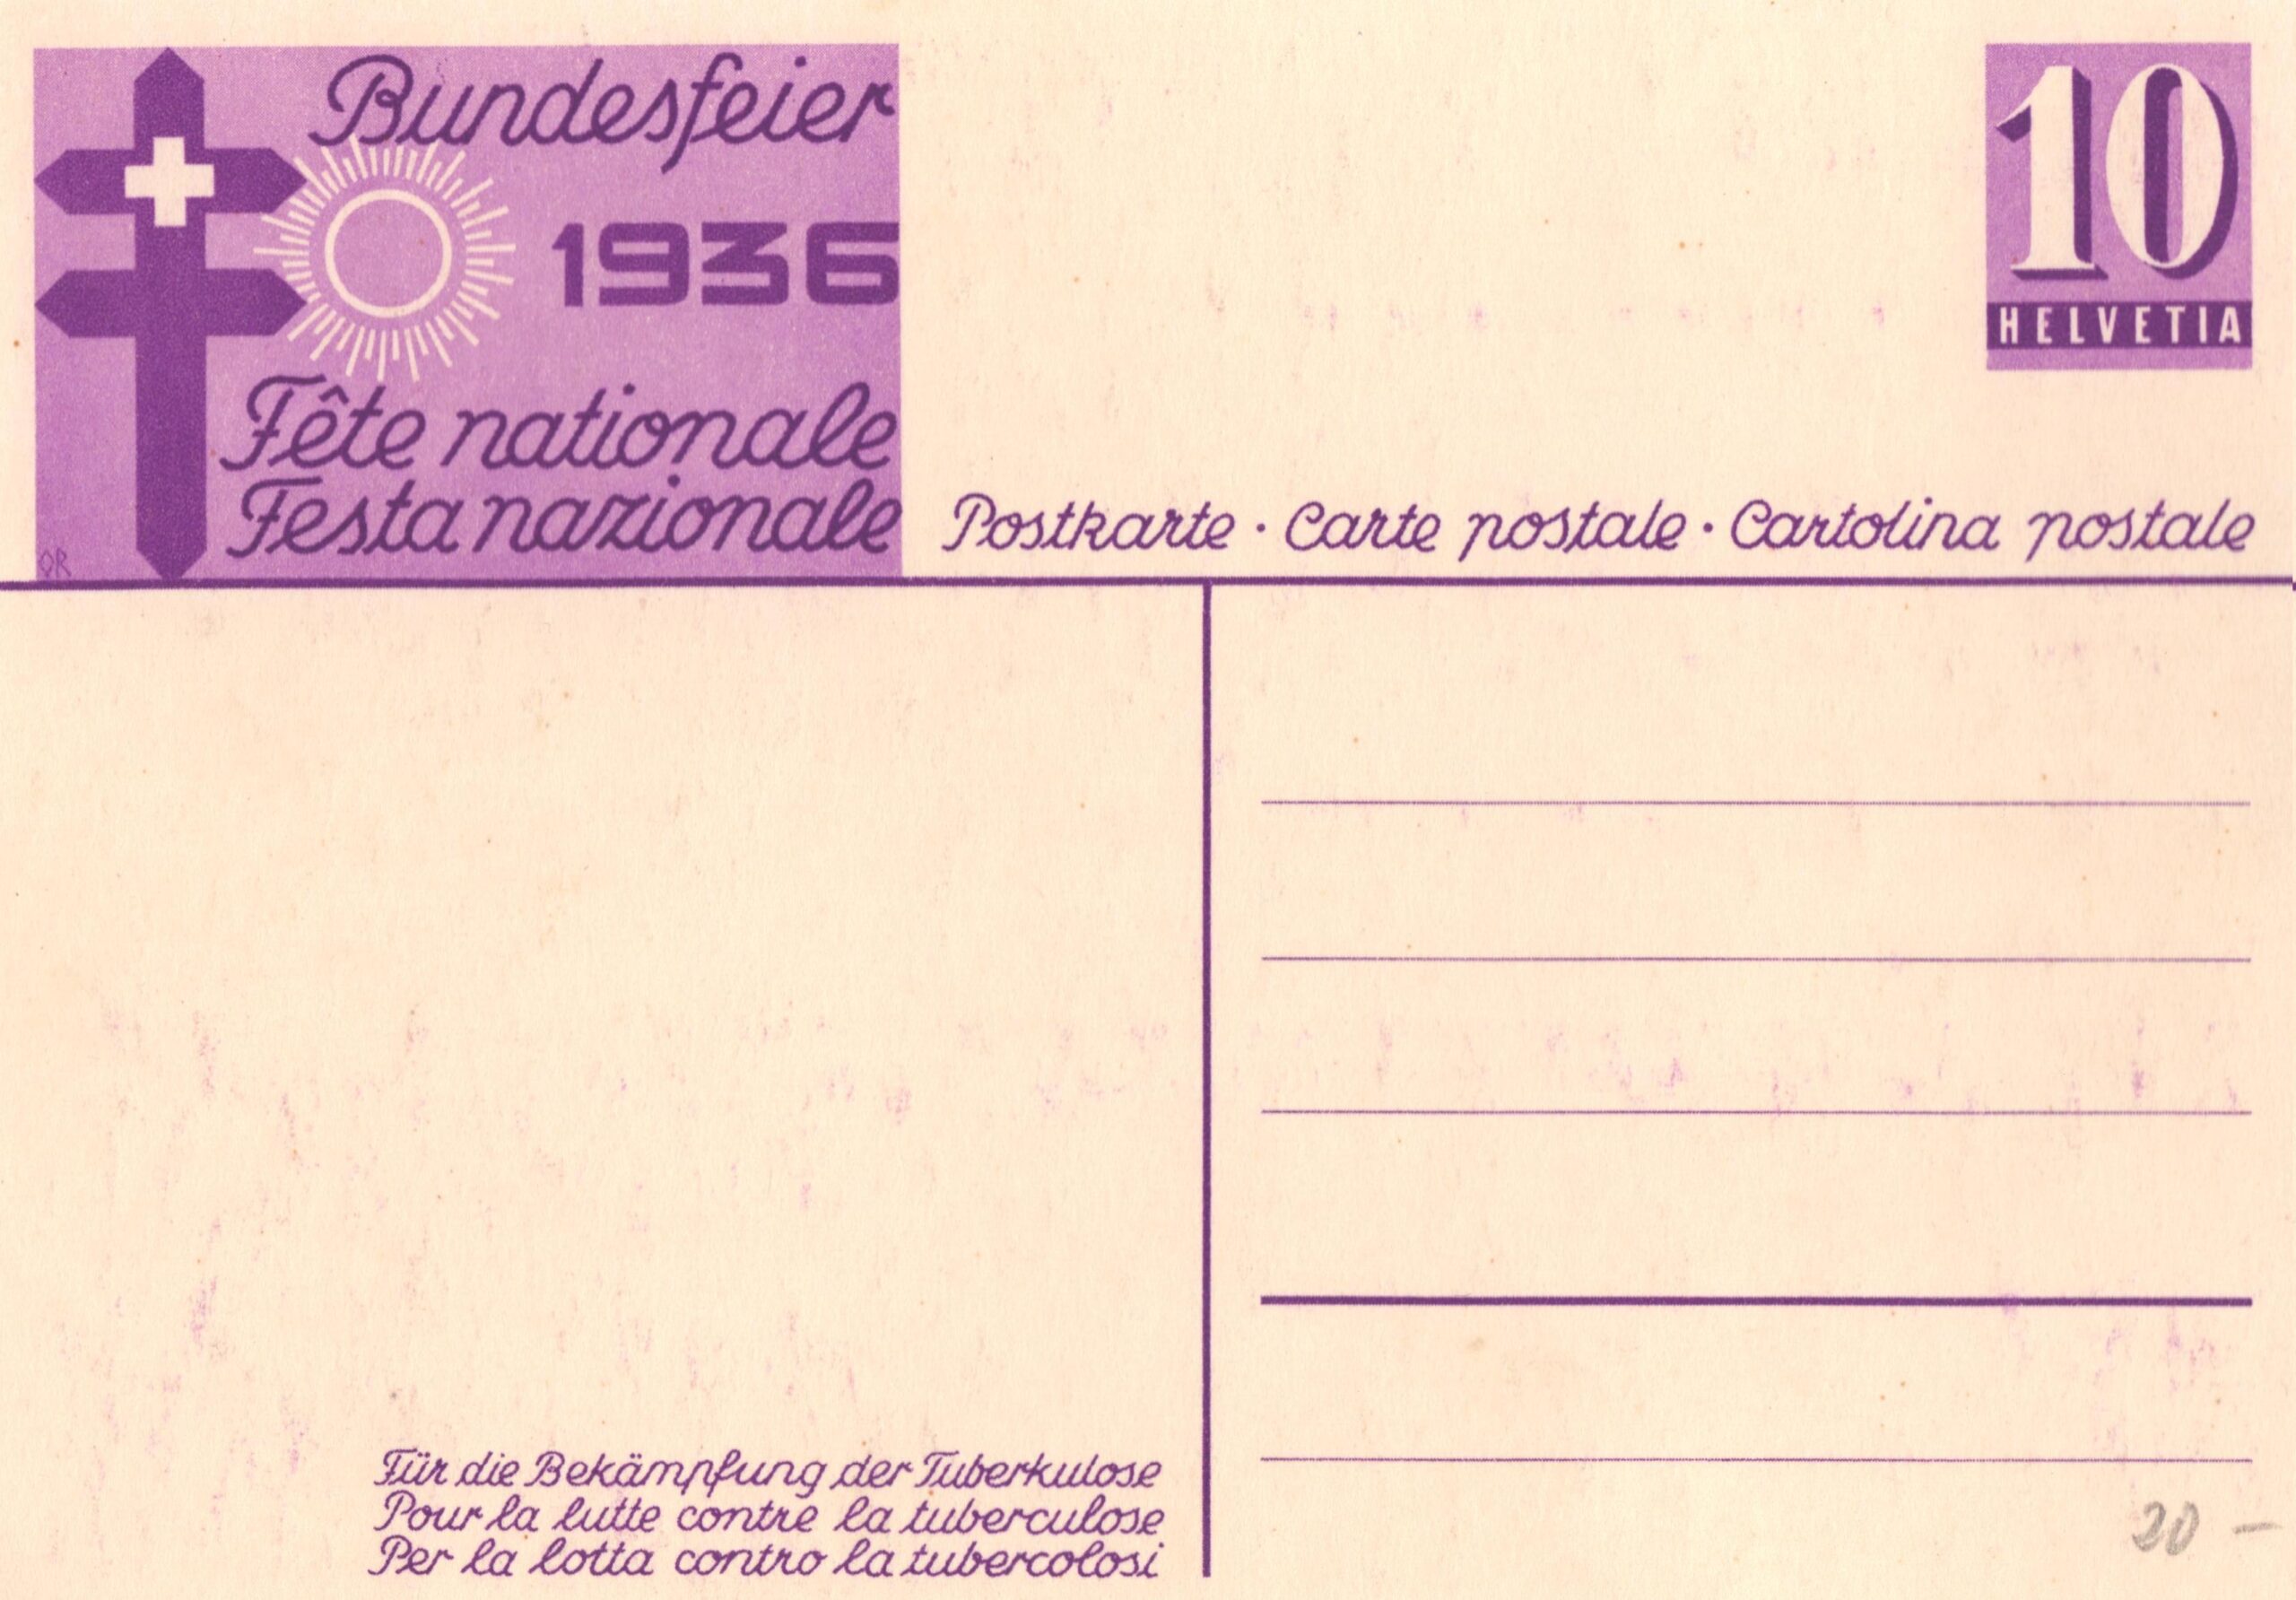 Bundesfeier
1936
Fête nationale
Festa nazionale
OR
10
HELVETIA
Postkarte · Carte postale · Cartolina postale
Für die Bekämpfung der Tuberkulose
Pour la lutte contre la tuberculose
Per la lotta contro la tubercolosi
20 –